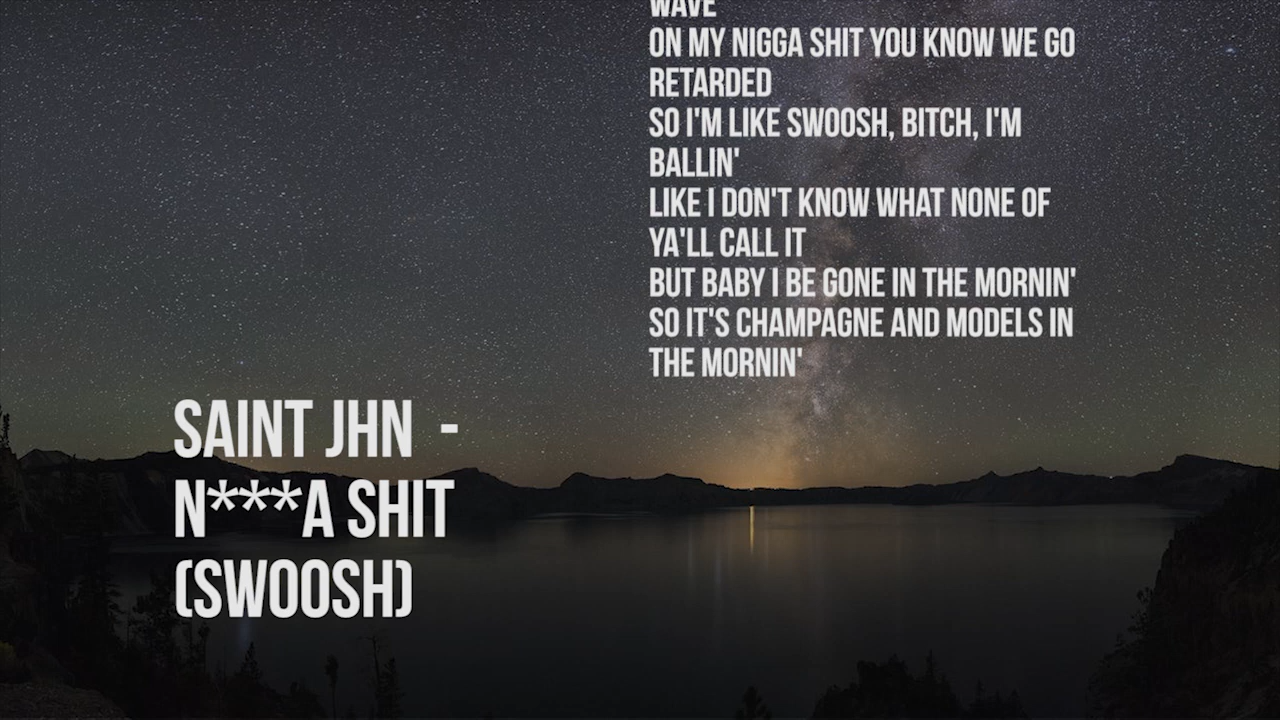 WAVE
ON MY NIGGA SHIT YOU KNOW WE GO
RETARDED
SO I'M LIKE SWOOSH, BITCH, I'M
BALLIN'
LIKE I DON'T KNOW WHAT NONE OF
YA'LL CALL IT
BUT BABY I BE GONE IN THE MORNIN'
SO IT'S CHAMPAGNE AND MODELS IN
THE MORNIN'
SAINT JHN -
N***A SHIT
(SWOOSH)